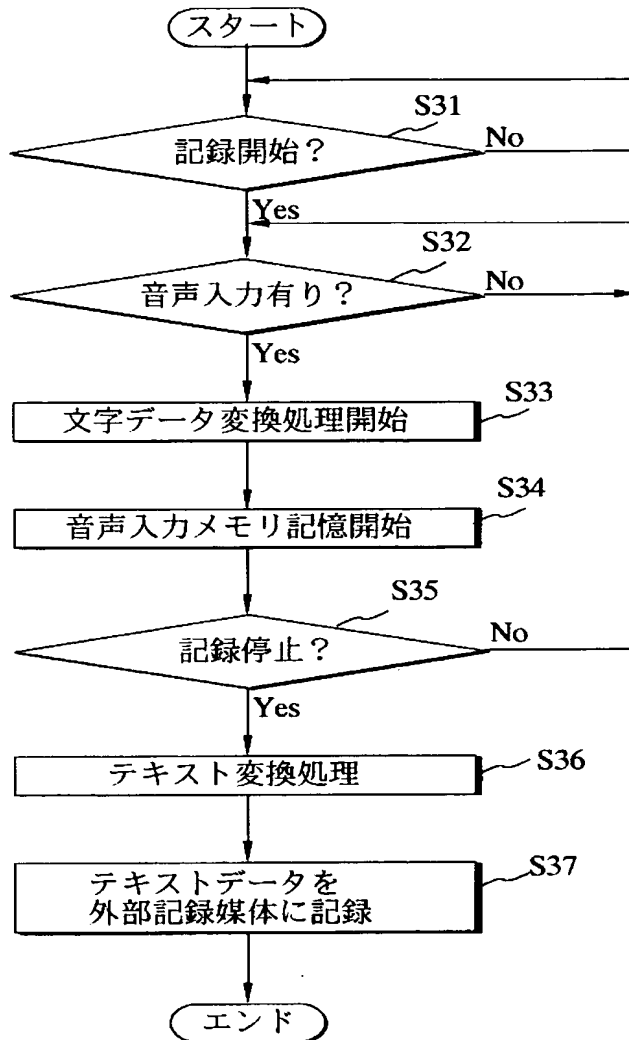 スタート
S31
記録開始?
No
Yes
S32
音声入力有り?
No
Yes
文字データ変換処理開始
S33
S34
音声入力メモリ記憶開始
S35
記録停止?
No
Yes
テキスト変換処理
S36
テキストデータを
外部記録媒体に記録
S37
エンド